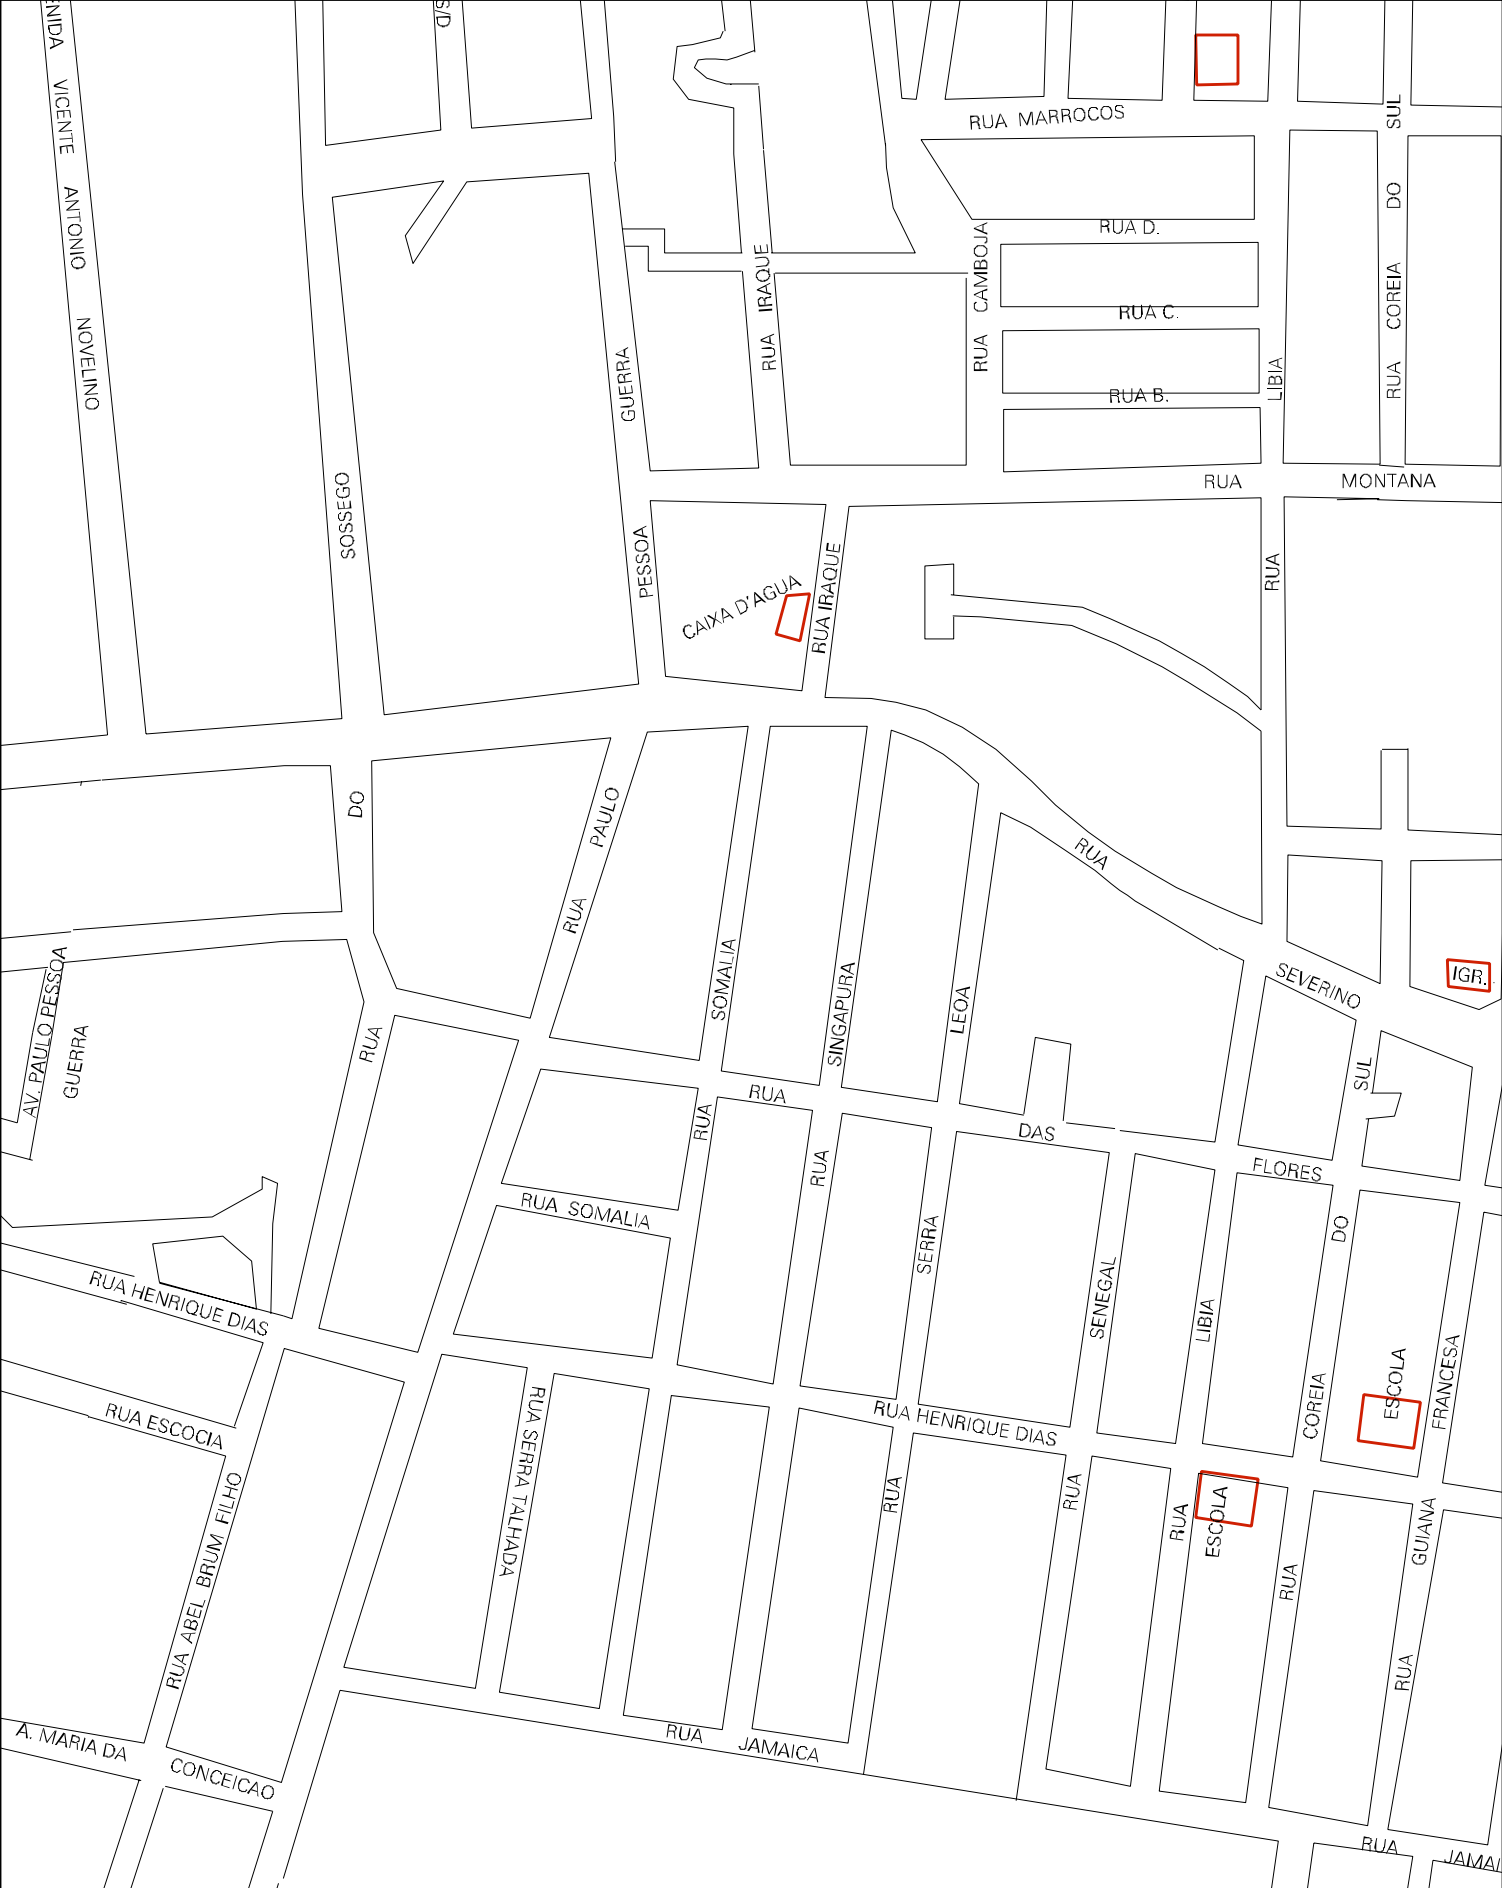 ENIDA VICENTE ANTONIO NOVELINO
S/D
RUA MARROCOS
RUA COREIA DO SUL
RUA D.
RUA CAMBOJA
RUA IRAQUE
RUA C.
RUA B.
LIBIA
GUERRA
RUA MONTANA
SOSSEGO
PESSOA
CAIXA D'AGUA
RUA IRAQUE
RUA
DO
PAULO
RUA
RUA
SOMALIA
SINGAPURA
LEOA
SEVERINO
IGR.
AV. PAULO PESSOA
GUERRA
RUA
SUL
RUA
RUA
DAS
FLORES
RUA
RUA SOMALIA
SERRA
DO
SENEGAL
LIBIA
RUA HENRIQUE DIAS
ESCOLA
FRANCESA
COREIA
RUA HENRIQUE DIAS
RUA ESCOCIA
RUA SERRA TALHADA
RUA ABEL BRUM FILHO
RUA
RUA
RUA
ESCOLA
RUA
GUIANA
RUA
RUA JAMAICA
A. MARIA DA
CONCEICAO
RUA
JAMAI